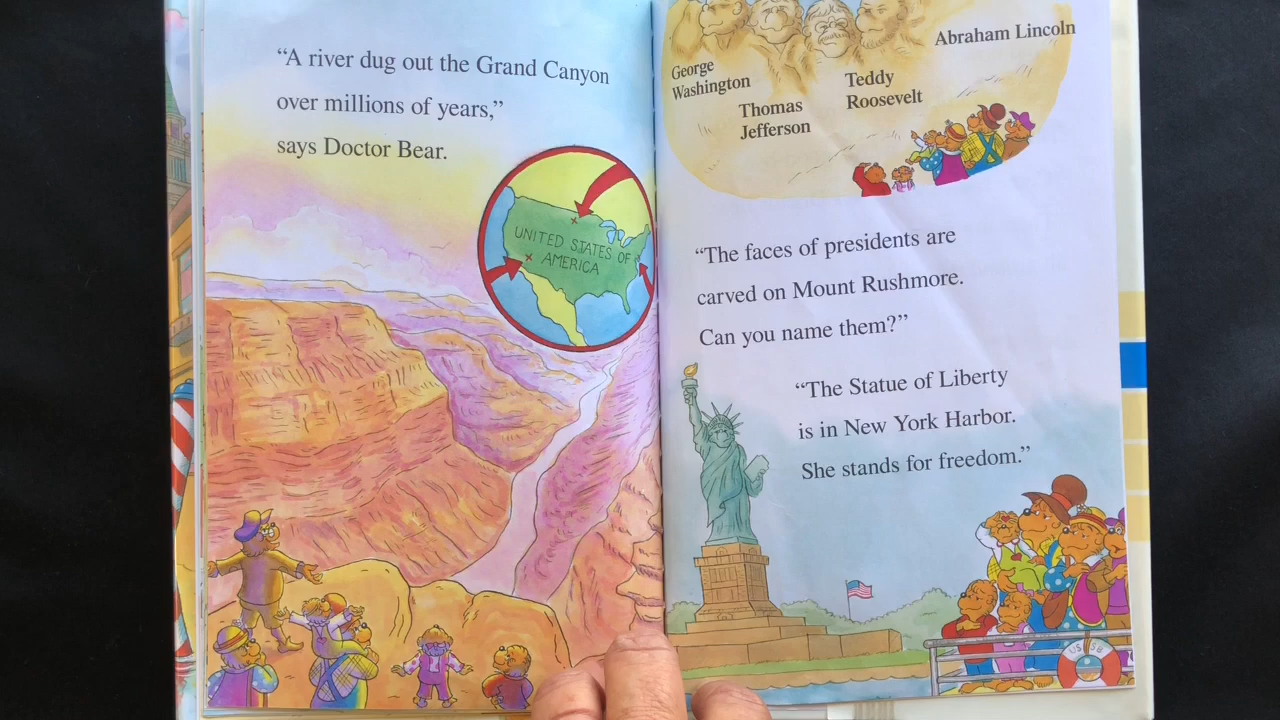 “A river dug out the Grand Canyon
over millions of years,”
says Doctor Bear.
UNITED STATES OF
AMERICA
George
Washington
Thomas
Jefferson
Teddy
Roosevelt
Abraham Lincoln
“The faces of presidents are
carved on Mount Rushmore.
Can you name them?”
“The Statue of Liberty
is in New York Harbor.
She stands for freedom.”
US SB